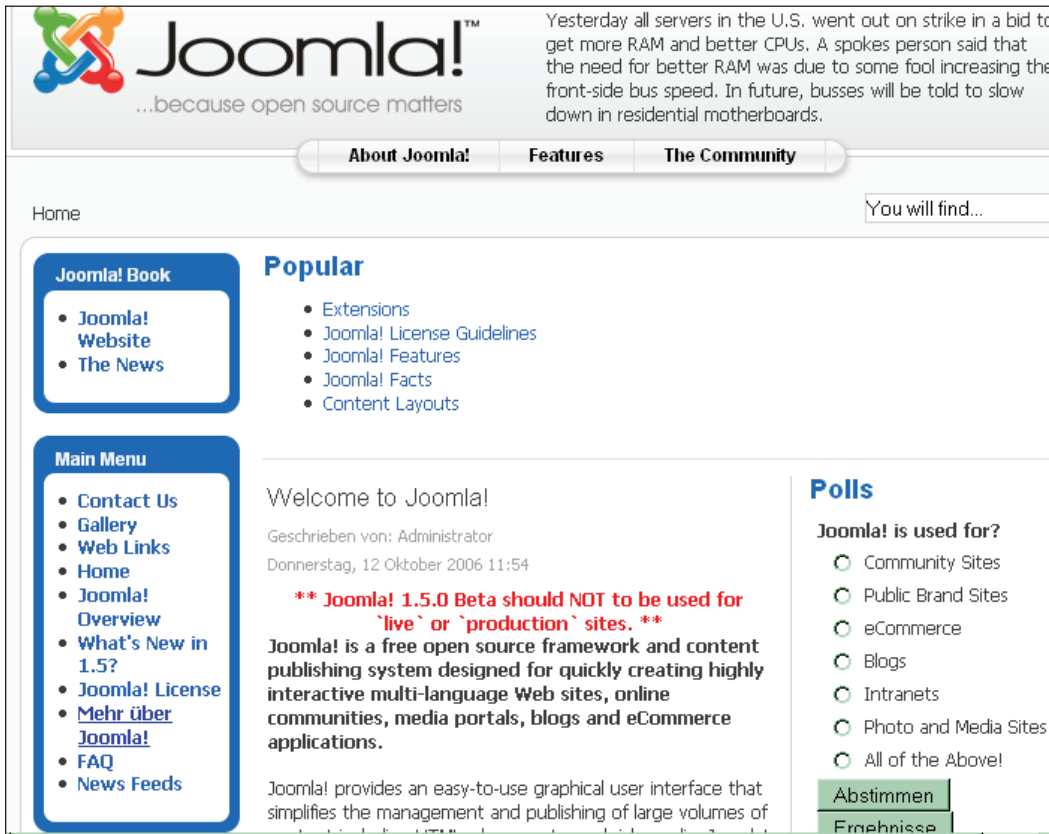 Joomla!™
...because open source matters
Yesterday all servers in the U.S. went out on strike in a bid to
get more RAM and better CPUs. A spokes person said that
the need for better RAM was due to some fool increasing the
front-side bus speed. In future, busses will be told to slow
down in residential motherboards.
About Joomla! Features The Community
Home
You will find...
Joomla! Book
Joomla!
Website
The News
Popular
Extensions
Joomla! License Guidelines
Joomla! Features
Joomla! Facts
Content Layouts
Main Menu
Contact Us
Gallery
Web Links
Home
Joomla!
Overview
What's New in
1.5?
Joomla! License
Mehr über
Joomla!
FAQ
News Feeds
Welcome to Joomla!
Geschrieben von: Administrator
Donnerstag, 12 Oktober 2006 11:54
** Joomla! 1.5.0 Beta should NOT to be used for
`live` or `production` sites. **
Joomla! is a free open source framework and content
publishing system designed for quickly creating highly
interactive multi-language Web sites, online
communities, media portals, blogs and eCommerce
applications.
Joomla! provides an easy-to-use graphical user interface that
simplifies the management and publishing of large volumes of
Polls
Joomla! is used for?
Community Sites
Public Brand Sites
eCommerce
Blogs
Intranets
Photo and Media Sites
All of the Above!
Abstimmen
Ergebnisse